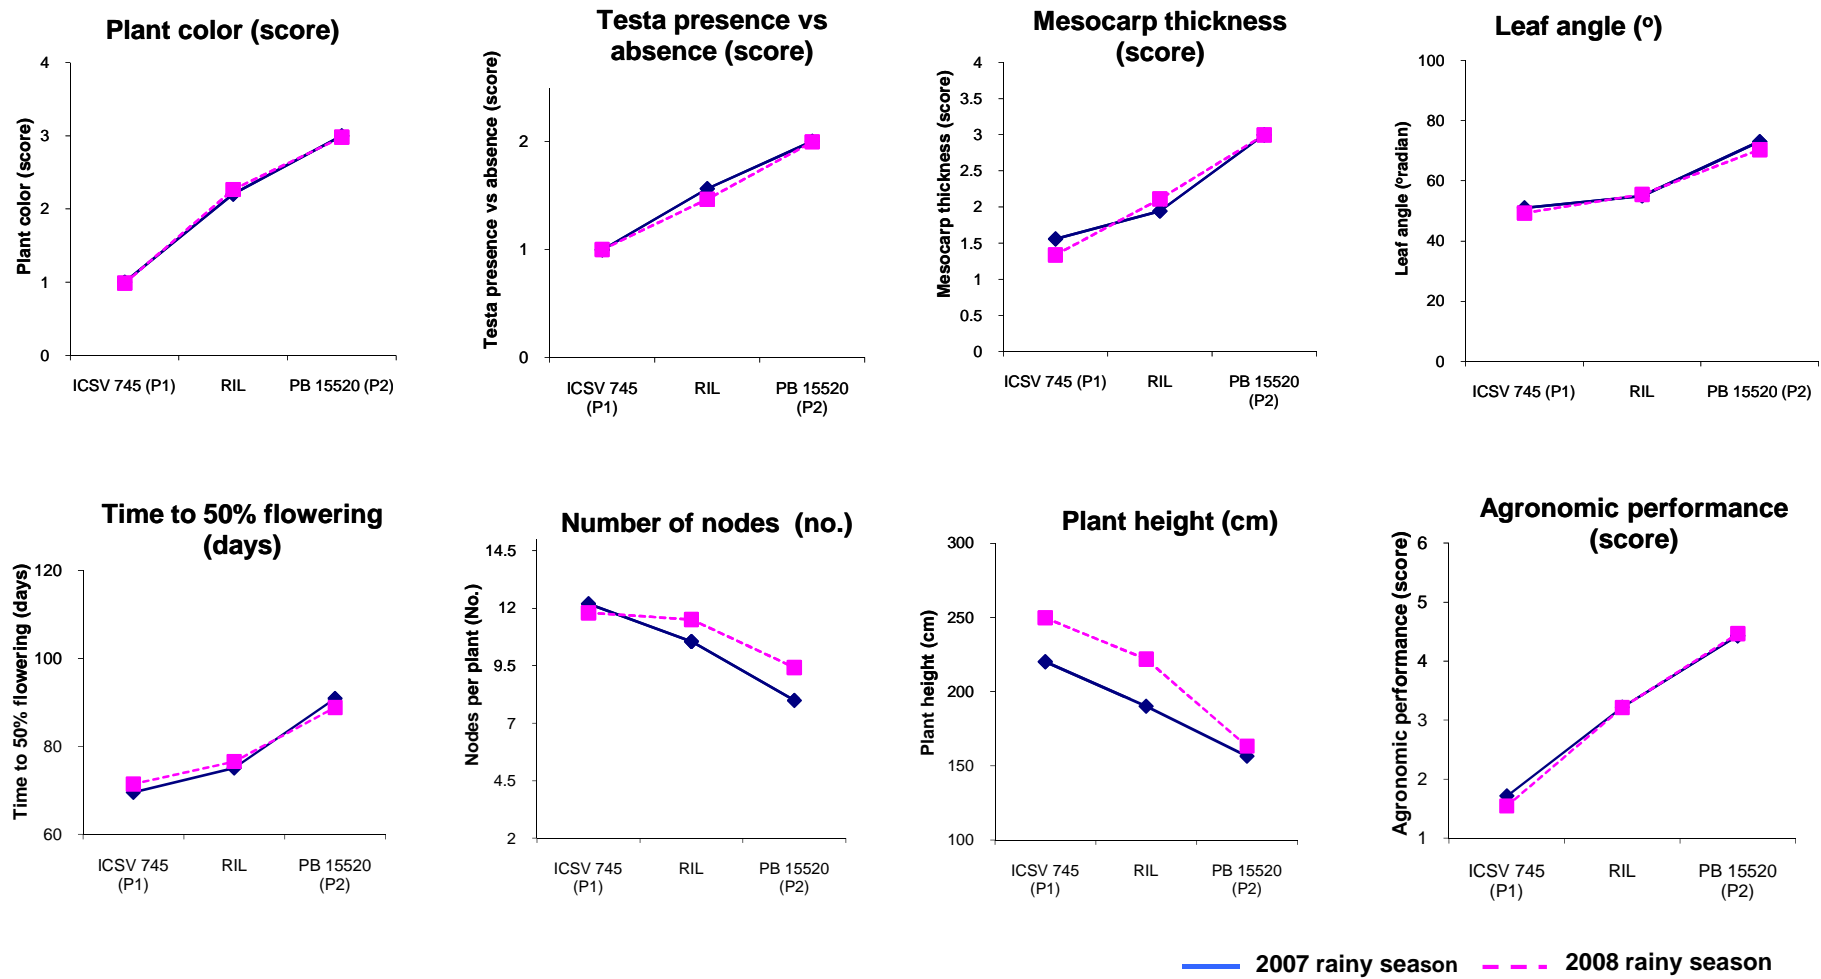 Plant color (score)
4
3
2
1
0
Plant color (score)
ICSV 745 (P1)
RIL
PB 15520 (P2)
Testa presence vs
absence (score)
2
1
0
Testa presence vs absence (score)
ICSV 745
(P1)
RIL
PB 15520
(P2)
Mesocarp thickness
(score)
4
3.5
3
2.5
2
1.5
1
0.5
0
Mesocarp thickness (score)
ICSV 745 (P1)
RIL
PB 15520
(P2)
Leaf angle (º)
100
80
60
40
20
0
Leaf angle (ºradian)
ICSV 745 (P1)
RIL
PB 15520 (P2)
Time to 50% flowering
(days)
120
100
80
60
Time to 50% flowering (days)
ICSV 745
(P1)
RIL
PB 15520
(P2)
Number of nodes (no.)
14.5
12
9.5
7
4.5
2
Nodes per plant (No.)
ICSV 745
(P1)
RIL
PB 15520
(P2)
Plant height (cm)
300
250
200
150
100
Plant height (cm)
ICSV 745
(P1)
RIL
PB 15520
(P2)
Agronomic performance
(score)
6
5
4
3
2
1
Agronomic performance (score)
ICSV 745
(P1)
RIL
PB 15520
(P2)
2007 rainy season
2008 rainy season